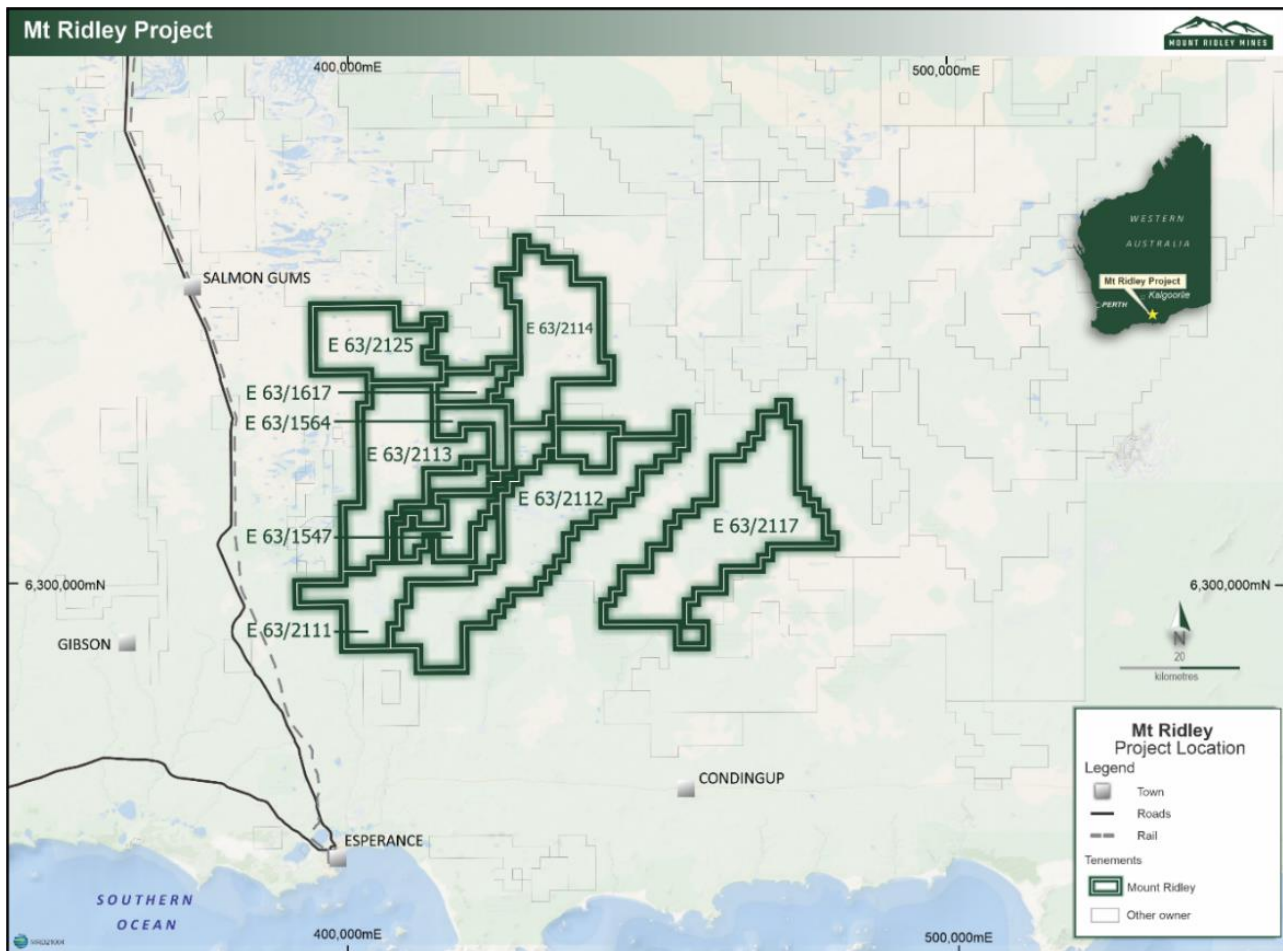 Mt Ridley Project
MOUNT RIDLEY MINES
400,000mE
500,000mE
WESTERN
AUSTRALIA
Mt Ridley Project
Kalgoorlie
PERTH
SALMON GUMS
E 63/2125
E 63/2114
E 63/1617
E 63/1564
E 63/2113
E 63/2112
E 63/2117
E 63/1547
6,300,000mN
6,300,000mN
E 63/2111
GIBSON
N
20
kilometres
CONDINGUP
ESPERANCE
SOUTHERN
OCEAN
400,000mE
500,000mE
Mt Ridley
Project Location
Legend
Town
Roads
Rail
Tenements
Mount Ridley
Other owner